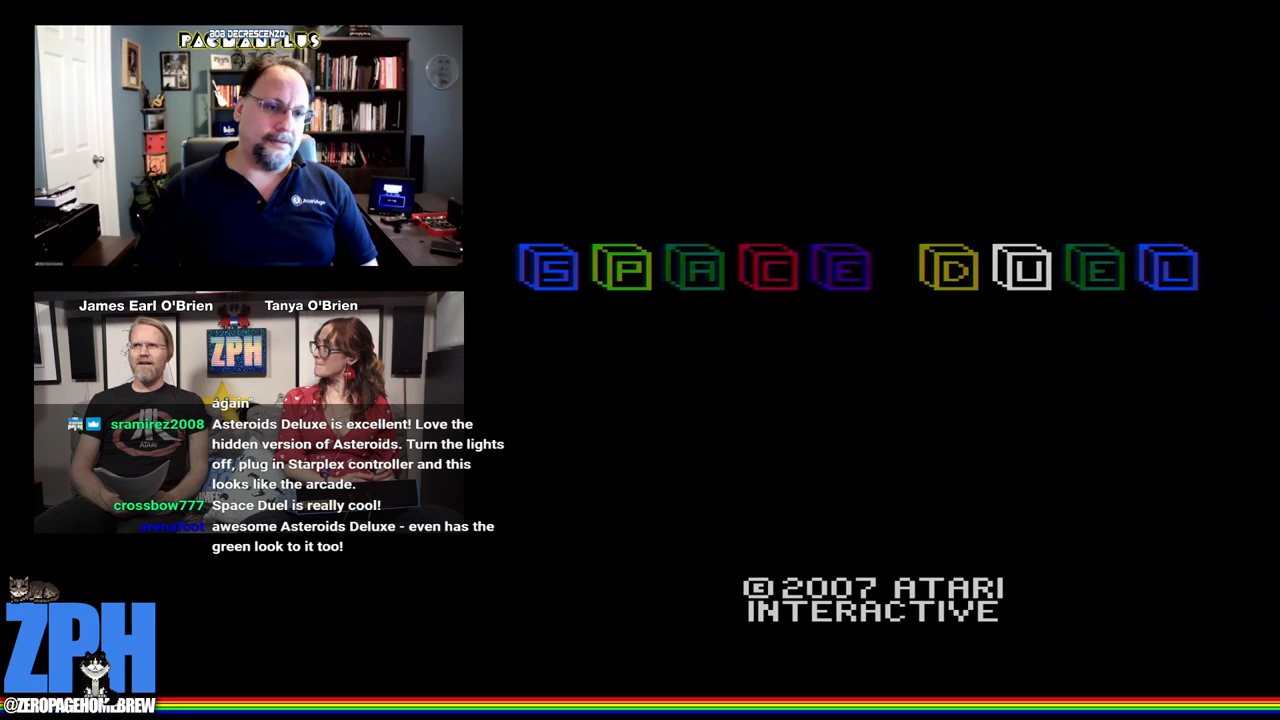 BOB DECRESCENZO
PACMANPLUS
AtariAge
SPACE DUEL
James Earl O'Brien
Tanya O'Brien
ZPH
ATARI
again"
sramirez2008 Asteroids Deluxe is excellent! Love the
hidden version of Asteroids. Turn the lights
off, plug in Starplex controller and this
looks like the arcade.
crossbow777 Space Duel is really cool!
arenafoot awesome Asteroids Deluxe - even has the
green look to it too!
© 2007 ATARI
INTERACTIVE
ZPH
@ZEROPAGEHOMEBREW